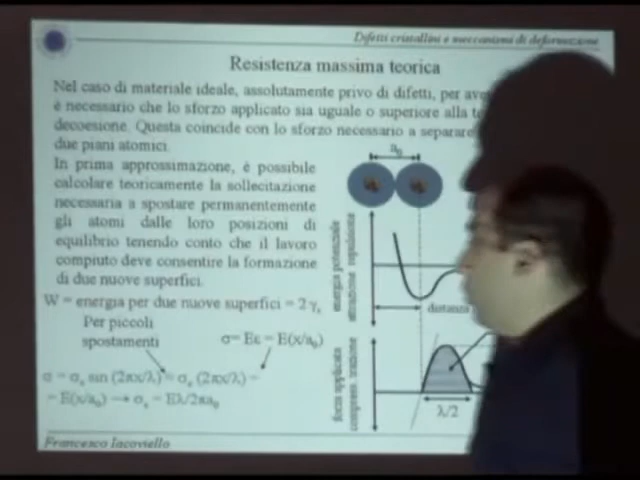 Difetti cristallini e meccanismi di deformazione
Resistenza massima teorica
Nel caso di materiale ideale, assolutamente privo di difetti, per
è necessario che lo sforzo applicato sia uguale o superiore alla
decoesione. Questa coincide con lo sforzo necessario a separare
due piani atomici.
In prima approssimazione, è possibile
calcolare teoricamente la sollecitazione
necessaria a spostare permanentemente
gli atomi dalle loro posizioni di
equilibrio tenendo conto che il lavoro
compiuto deve consentire la formazione
di due nuove superfici.
W = energia per due nuove superfici = 2 γs
Per piccoli
spostamenti
σ= Eε = E(x/a0)
σ = σc sin (2πx/λ) = σc (2πx/λ) =
= E(x/a0) → σc = Eλ/2πa0
a0
energia potenziale
attrazione repulsione
distanza
forza applicata
compress. trazione
λ/2
Francesco Iacoviello